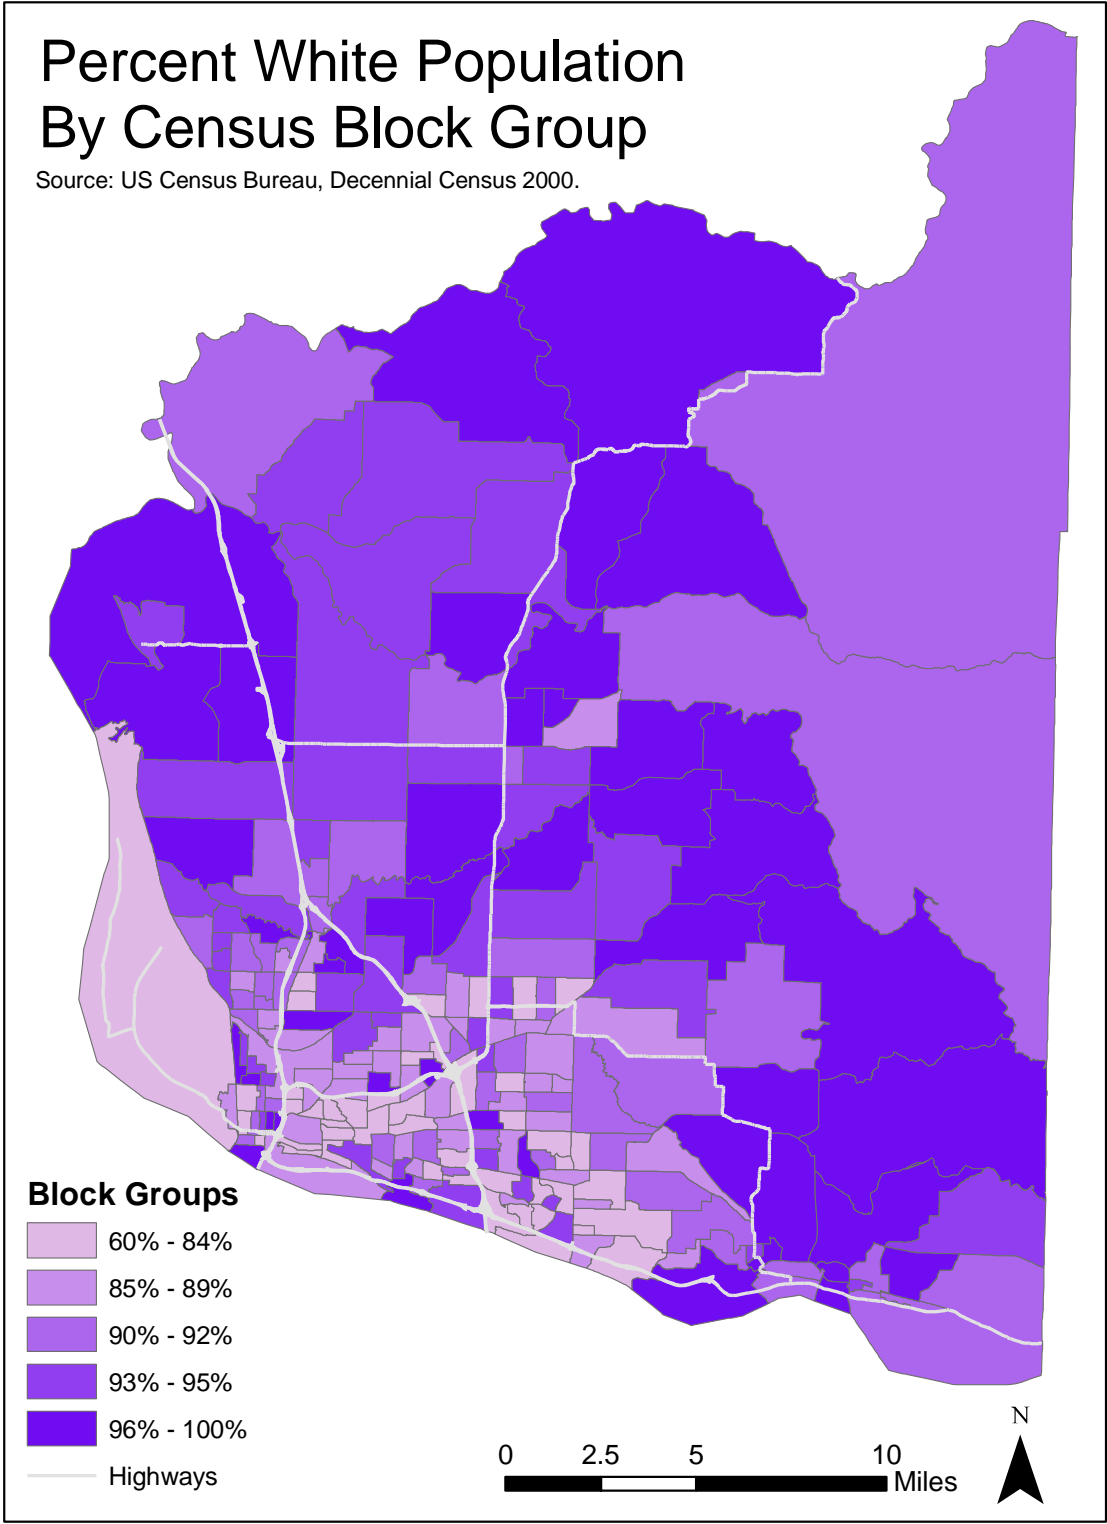 Percent White Population
By Census Block Group
Source: US Census Bureau, Decennial Census 2000.
Block Groups
60% - 84%
85% - 89%
90% - 92%
93% - 95%
96% - 100%
Highways
0 2.5 5 10
Miles
N